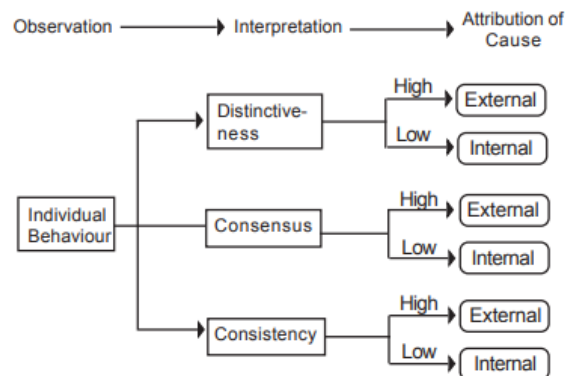 Observation
Interpretation
Attribution of
Cause
Individual
Behaviour
Distinctive-
ness
High
External
Low
Internal
Consensus
High
External
Low
Internal
Consistency
High
External
Low
Internal